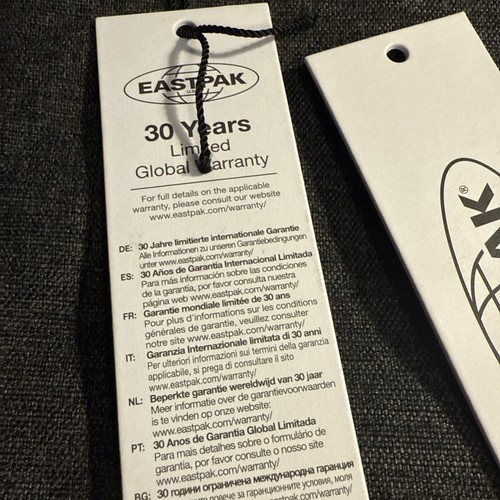 EASTPAK
U.S.A.
30 Years
Limited
Global Warranty
For full details on the applicable
warranty, please consult our website
www.eastpak.com/warranty/
DE: 30 Jahre limitierte internationale Garantie
Alle Informationen zu unseren Garantiebedingungen
unter www.eastpak.com/warranty/
ES: 30 Años de Garantía Internacional Limitada
Para más información sobre las condiciones
de la garantía, por favor consulta nuestra
página web www.eastpak.com/warranty/
FR: Garantie mondiale limitée de 30 ans
Pour plus d'informations sur les conditions
générales de garantie, veuillez consulter
notre site www.eastpak.com/warranty/
IT: Garanzia Internazionale limitata di 30 anni
Per ulteriori informazioni sui termini della garanzia
applicabile, si prega di consultare il sito
www.eastpak.com/warranty/
NL: Beperkte garantie wereldwijd van 30 jaar
Meer informatie over de garantievoorwaarden
is te vinden op onze website:
www.eastpak.com/warranty/
PT: 30 Anos de Garantia Global Limitada
Para mais detalhes sobre o formulário de
garantia, por favor consulte o nosso site
www.eastpak.com/warranty/
BG: 30 години ограничена международна гаранция
повече за гаранционните условия, моля
AK®